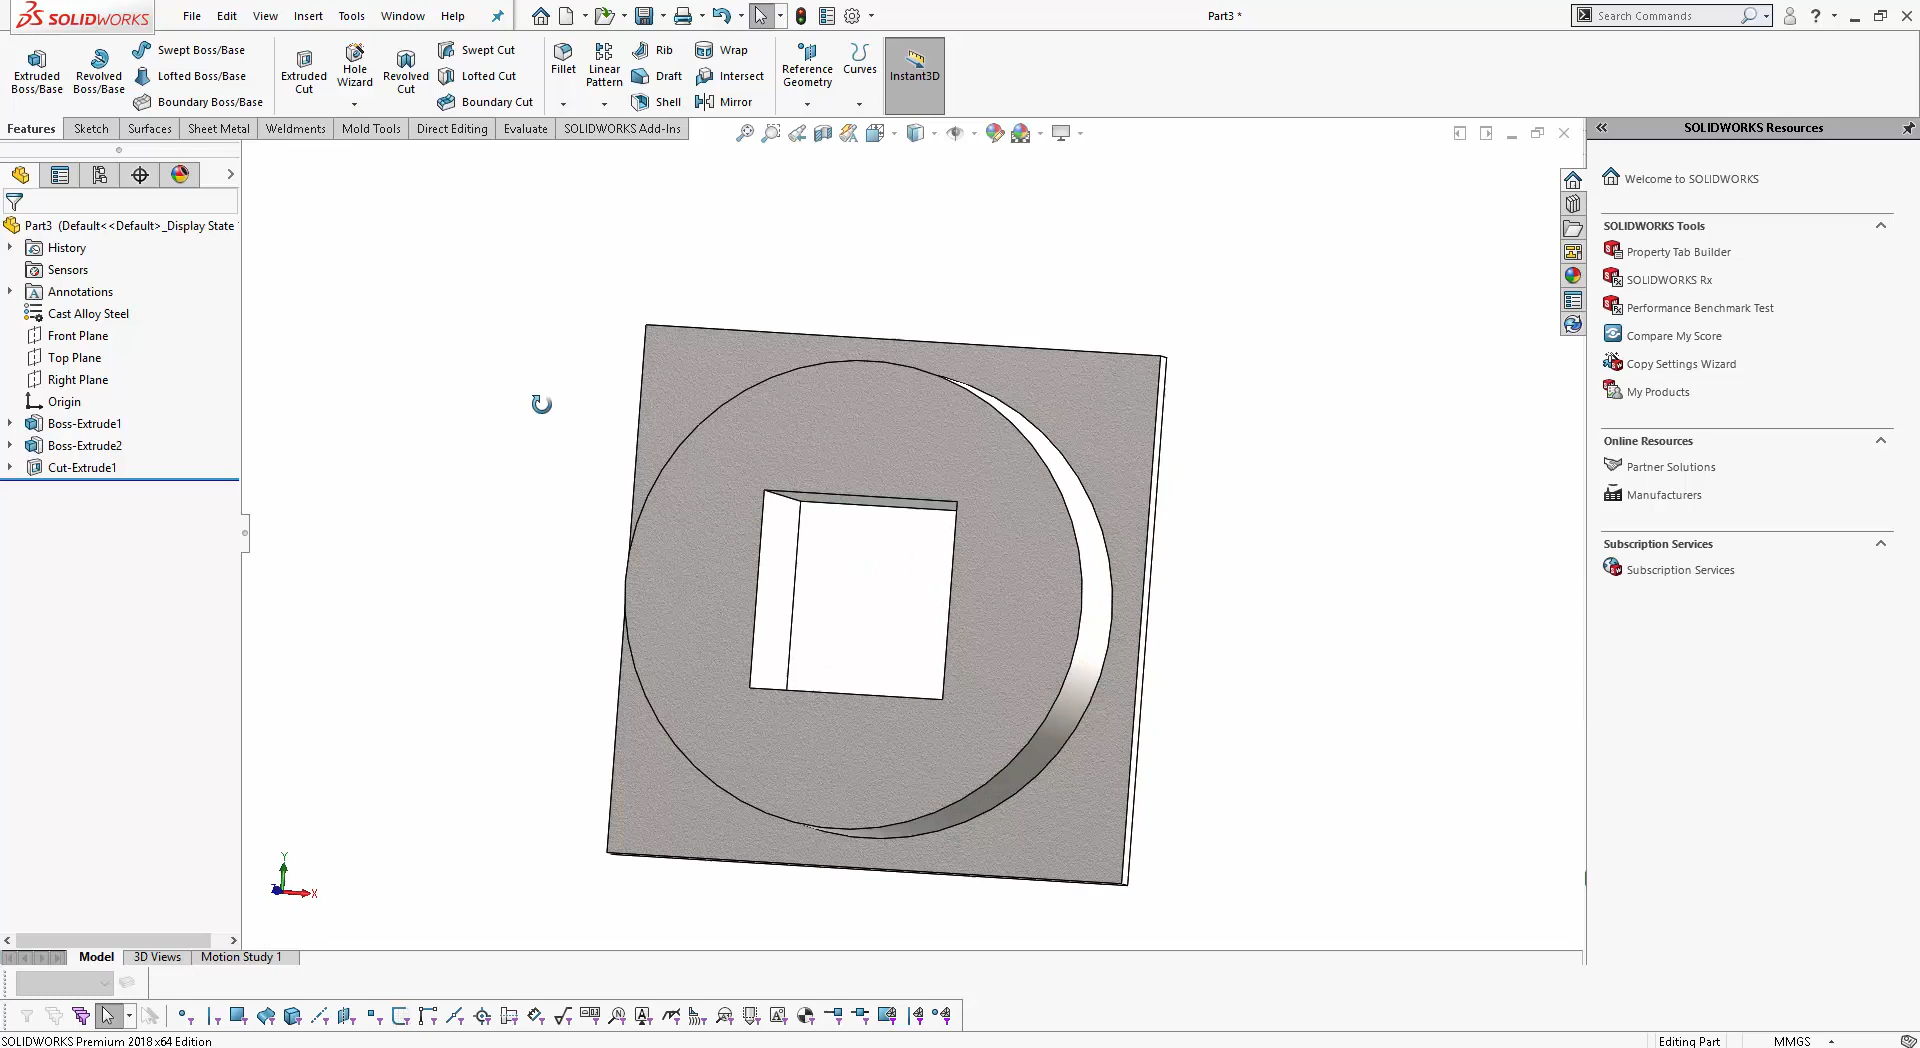 SOLIDWORKS
File Edit View Insert Tools Window Help
Part3 *
Search Commands
Extruded Boss/Base
Revolved Boss/Base
Swept Boss/Base
Lofted Boss/Base
Boundary Boss/Base
Extruded Cut
Hole Wizard
Revolved Cut
Swept Cut
Lofted Cut
Boundary Cut
Fillet
Linear Pattern
Rib
Draft
Shell
Wrap
Intersect
Mirror
Reference Geometry
Curves
Instant3D
Features Sketch Surfaces Sheet Metal Weldments Mold Tools Direct Editing Evaluate SOLIDWORKS Add-Ins
Part3 (Default<<Default>_Display State
History
Sensors
Annotations
Cast Alloy Steel
Front Plane
Top Plane
Right Plane
Origin
Boss-Extrude1
Boss-Extrude2
Cut-Extrude1
Y
X
SOLIDWORKS Resources
Welcome to SOLIDWORKS
SOLIDWORKS Tools
Property Tab Builder
SOLIDWORKS Rx
Performance Benchmark Test
Compare My Score
Copy Settings Wizard
My Products
Online Resources
Partner Solutions
Manufacturers
Subscription Services
Subscription Services
Model 3D Views Motion Study 1
SOLIDWORKS Premium 2018 x64 Edition
Editing Part
MMGS